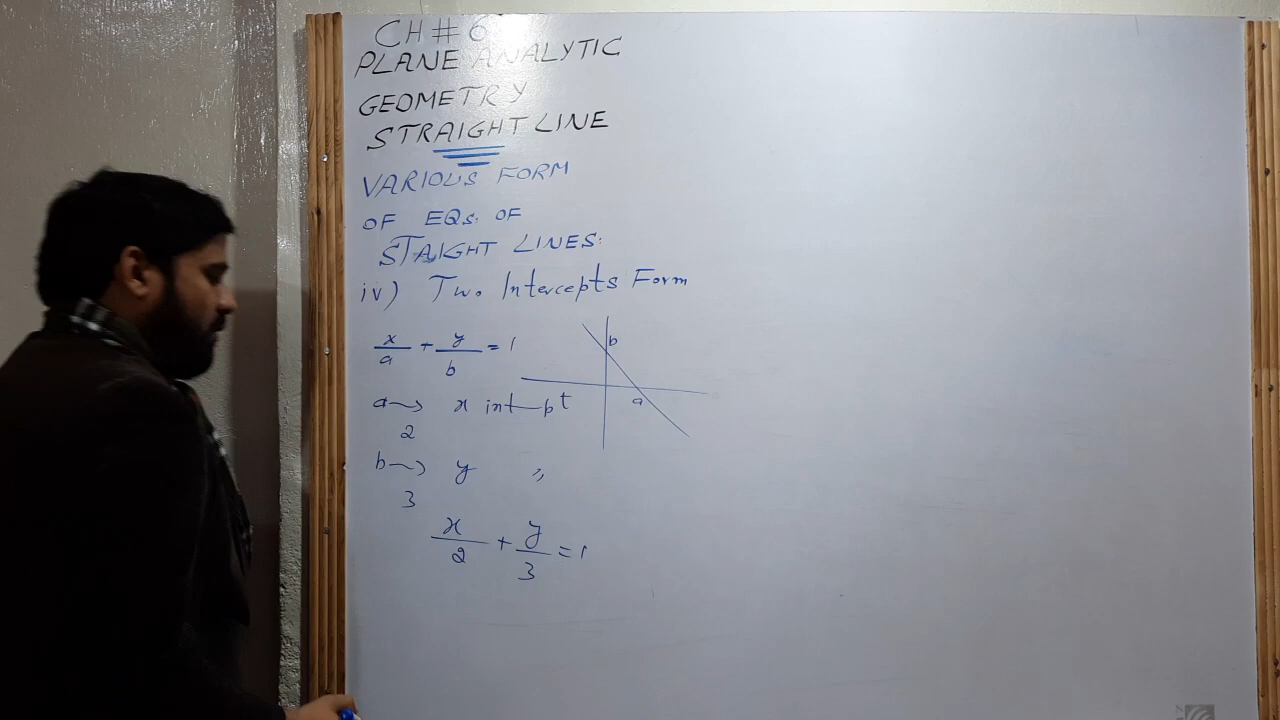 CH # 6
PLANE ANALYTIC
GEOMETRY
STRAIGHT LINE
VARIOUS FORM
OF EQs. OF
STAIGHT LINES:
iv) Two Intercepts Form
x/a + y/b = 1
b
a
a → x int—pt
2
b → y 〃
3
x/2 + y/3 = 1